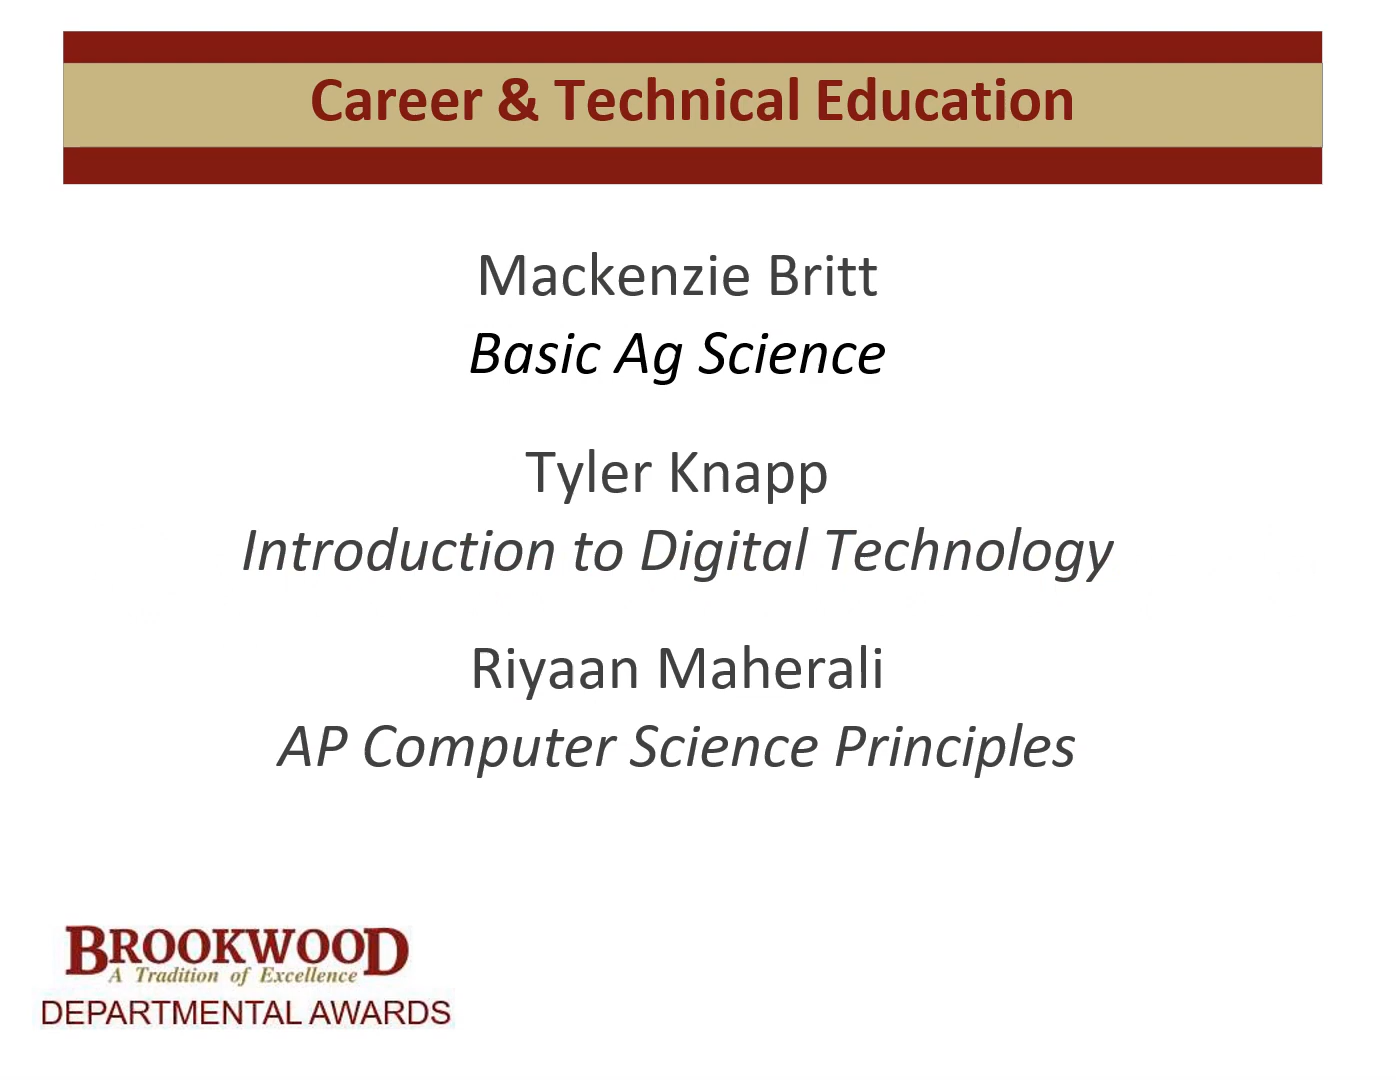 Career & Technical Education
Mackenzie Britt
Basic Ag Science
Tyler Knapp
Introduction to Digital Technology
Riyaan Maherali
AP Computer Science Principles
BROOKWOOD
A Tradition of Excellence
DEPARTMENTAL AWARDS